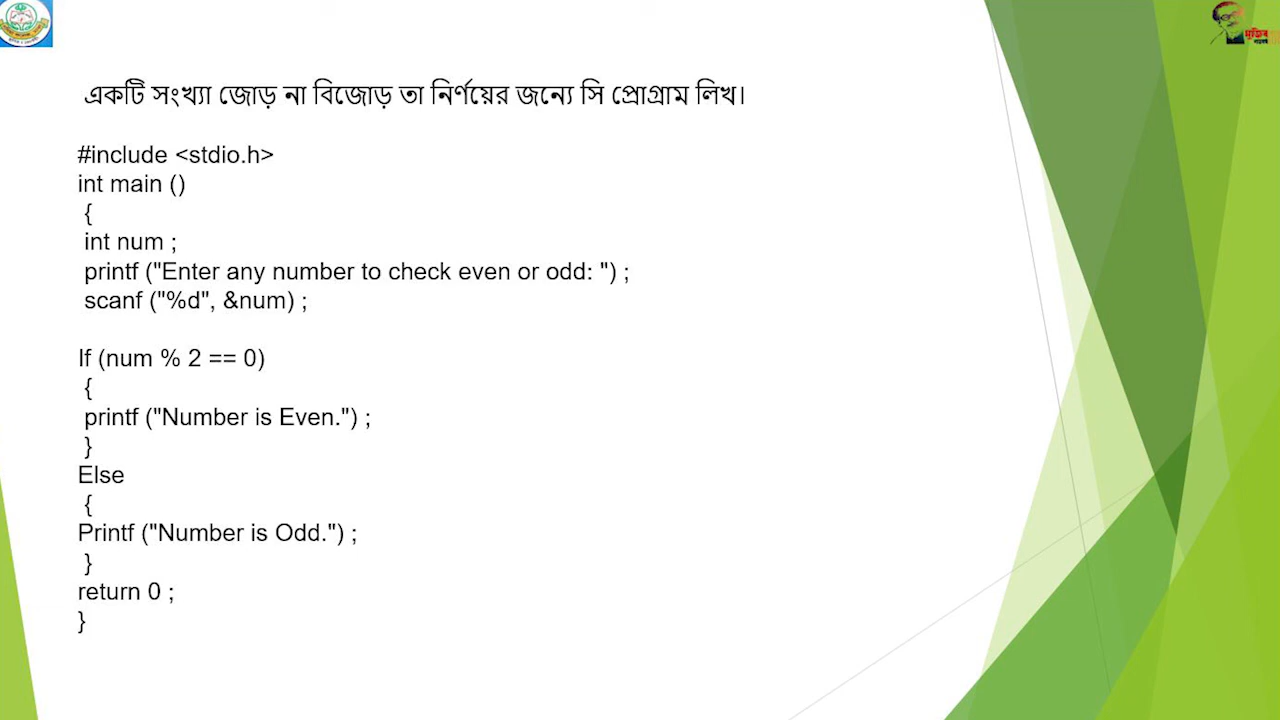 একটি সংখ্যা জোড় না বিজোড় তা নির্ণয়ের জন্যে সি প্রোগ্রাম লিখ।
#include <stdio.h>
int main ()
{
int num ;
printf ("Enter any number to check even or odd: ") ;
scanf ("%d", &num) ;
If (num % 2 == 0)
{
printf ("Number is Even.") ;
}
Else
{
Printf ("Number is Odd.") ;
}
return 0 ;
}